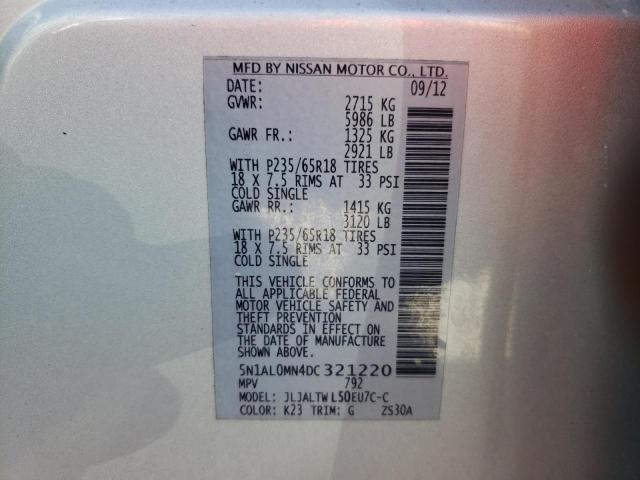 MFD BY NISSAN MOTOR CO., LTD.
DATE: 09/12
GVWR: 2715 KG
5986 LB
GAWR FR.: 1325 KG
2921 LB
WITH P235/65R18 TIRES
18 X 7.5 RIMS AT 33 PSI
COLD SINGLE
GAWR RR.: 1415 KG
3120 LB
WITH P235/65R18 TIRES
18 X 7.5 RIMS AT 33 PSI
COLD SINGLE
THIS VEHICLE CONFORMS TO
ALL APPLICABLE FEDERAL
MOTOR VEHICLE SAFETY AND
THEFT PREVENTION
STANDARDS IN EFFECT ON
THE DATE OF MANUFACTURE
SHOWN ABOVE.
5N1AL0MN4DC321220
MPV 792
MODEL: JLJALTWL50EU7C-C
COLOR: K23 TRIM: G ZS30A